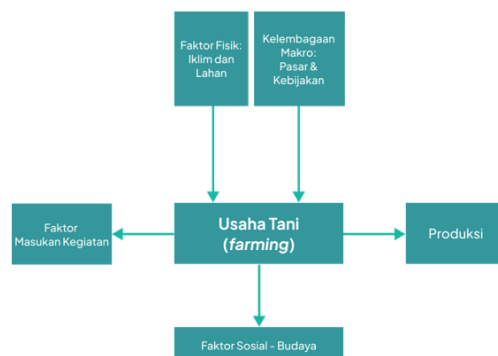 Faktor Fisik:
Iklim dan
Lahan
Kelembagaan
Makro:
Pasar &
Kebijakan
Faktor
Masukan Kegiatan
Usaha Tani
(farming)
Produksi
Faktor Sosial - Budaya